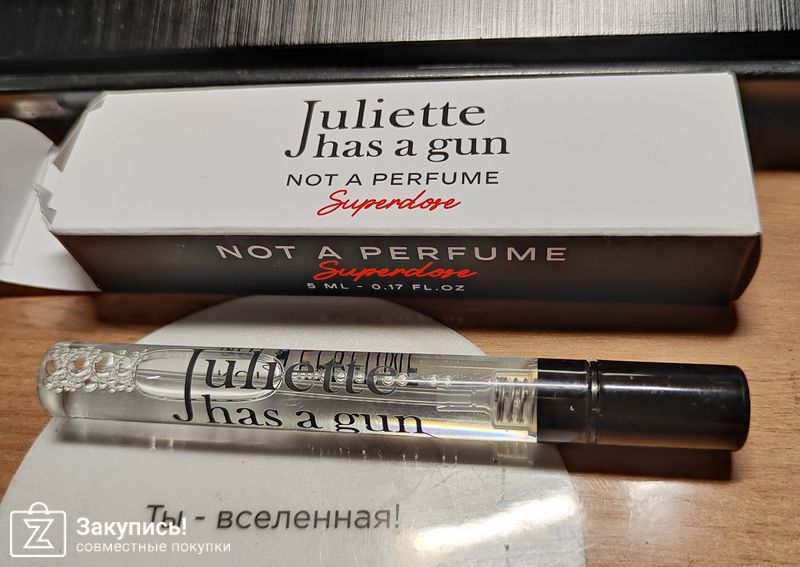 Juliette
has a gun
NOT A PERFUME
Superdose
NOT A PERFUME
Superdose
5 ML - 0.17 FL.OZ
Juliette
has a gun
Ты - вселенная!
Закупись!
совместные покупки